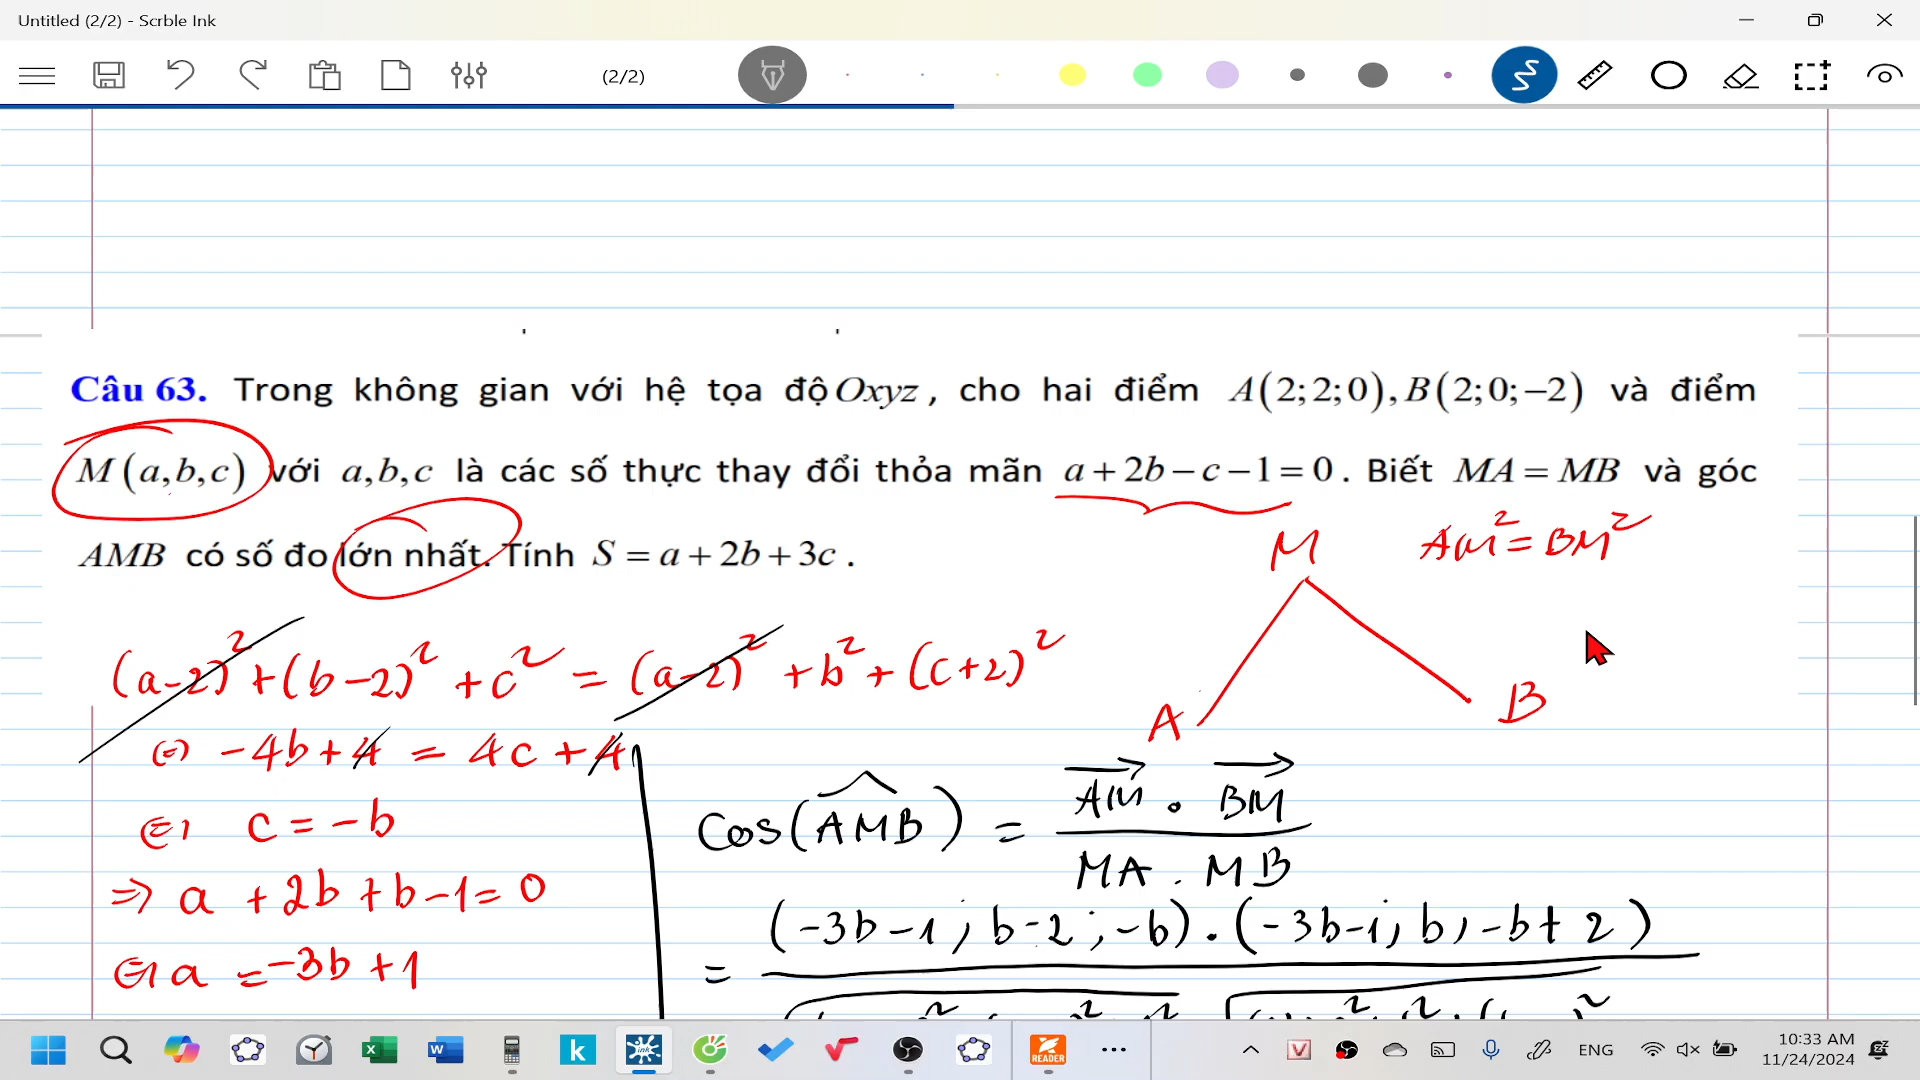 Untitled (2/2) - Scrble Ink
(2/2)
Câu 63. Trong không gian với hệ tọa độ Oxyz, cho hai điểm A(2;2;0), B(2;0;−2) và điểm
M(a,b,c) với a,b,c là các số thực thay đổi thỏa mãn a+2b−c−1=0. Biết MA=MB và góc
AMB có số đo lớn nhất. Tính S=a+2b+3c.
M
AM²=BM²
A
B
(a-2)²+(b-2)²+c²=(a-2)²+b²+(c+2)²
⇔ -4b+4 = 4c+4
⇔ c=-b
⇒ a+2b+b-1=0
⇔ a=-3b+1
Cos(AMB) = AM . BM
MA . MB
= (-3b-1; b-2; -b).(-3b-1; b; -b+2)
READER
ENG
10:33 AM
11/24/2024